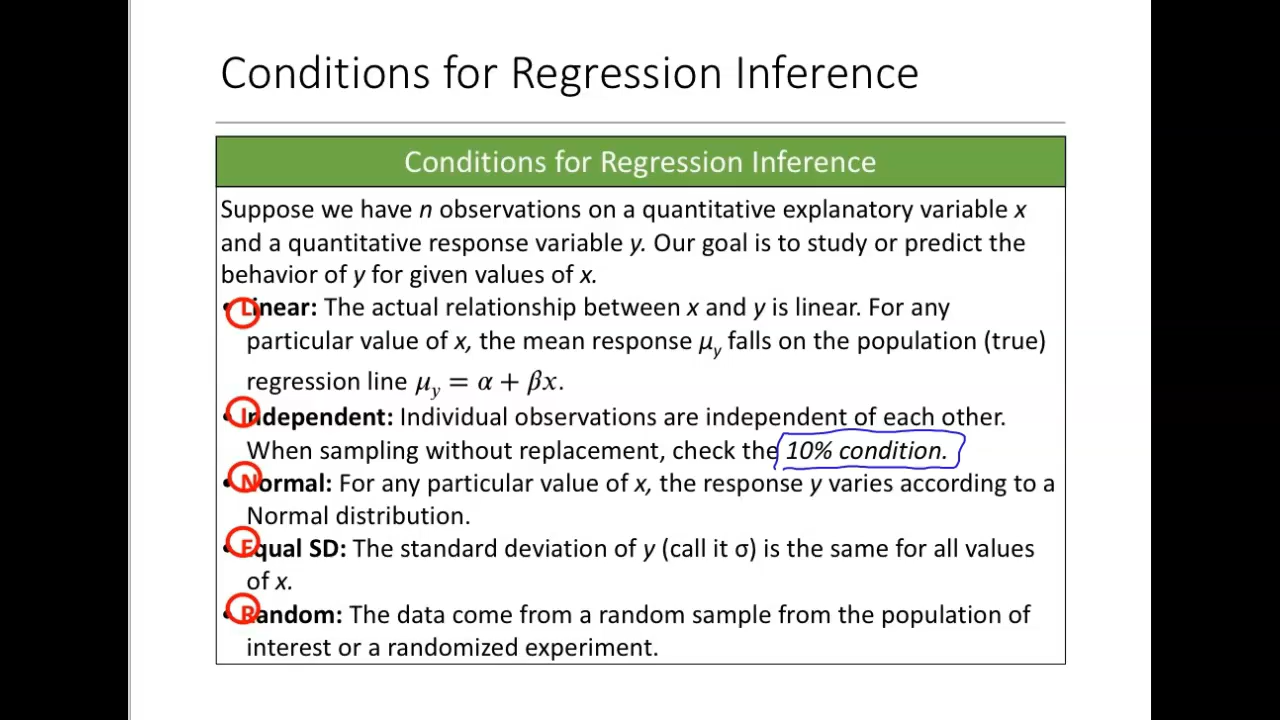 Conditions for Regression Inference
Conditions for Regression Inference
Suppose we have n observations on a quantitative explanatory variable x
and a quantitative response variable y. Our goal is to study or predict the
behavior of y for given values of x.
• Linear: The actual relationship between x and y is linear. For any
particular value of x, the mean response μy falls on the population (true)
regression line μy = α + βx.
• Independent: Individual observations are independent of each other.
When sampling without replacement, check the 10% condition.
• Normal: For any particular value of x, the response y varies according to a
Normal distribution.
• Equal SD: The standard deviation of y (call it σ) is the same for all values
of x.
• Random: The data come from a random sample from the population of
interest or a randomized experiment.